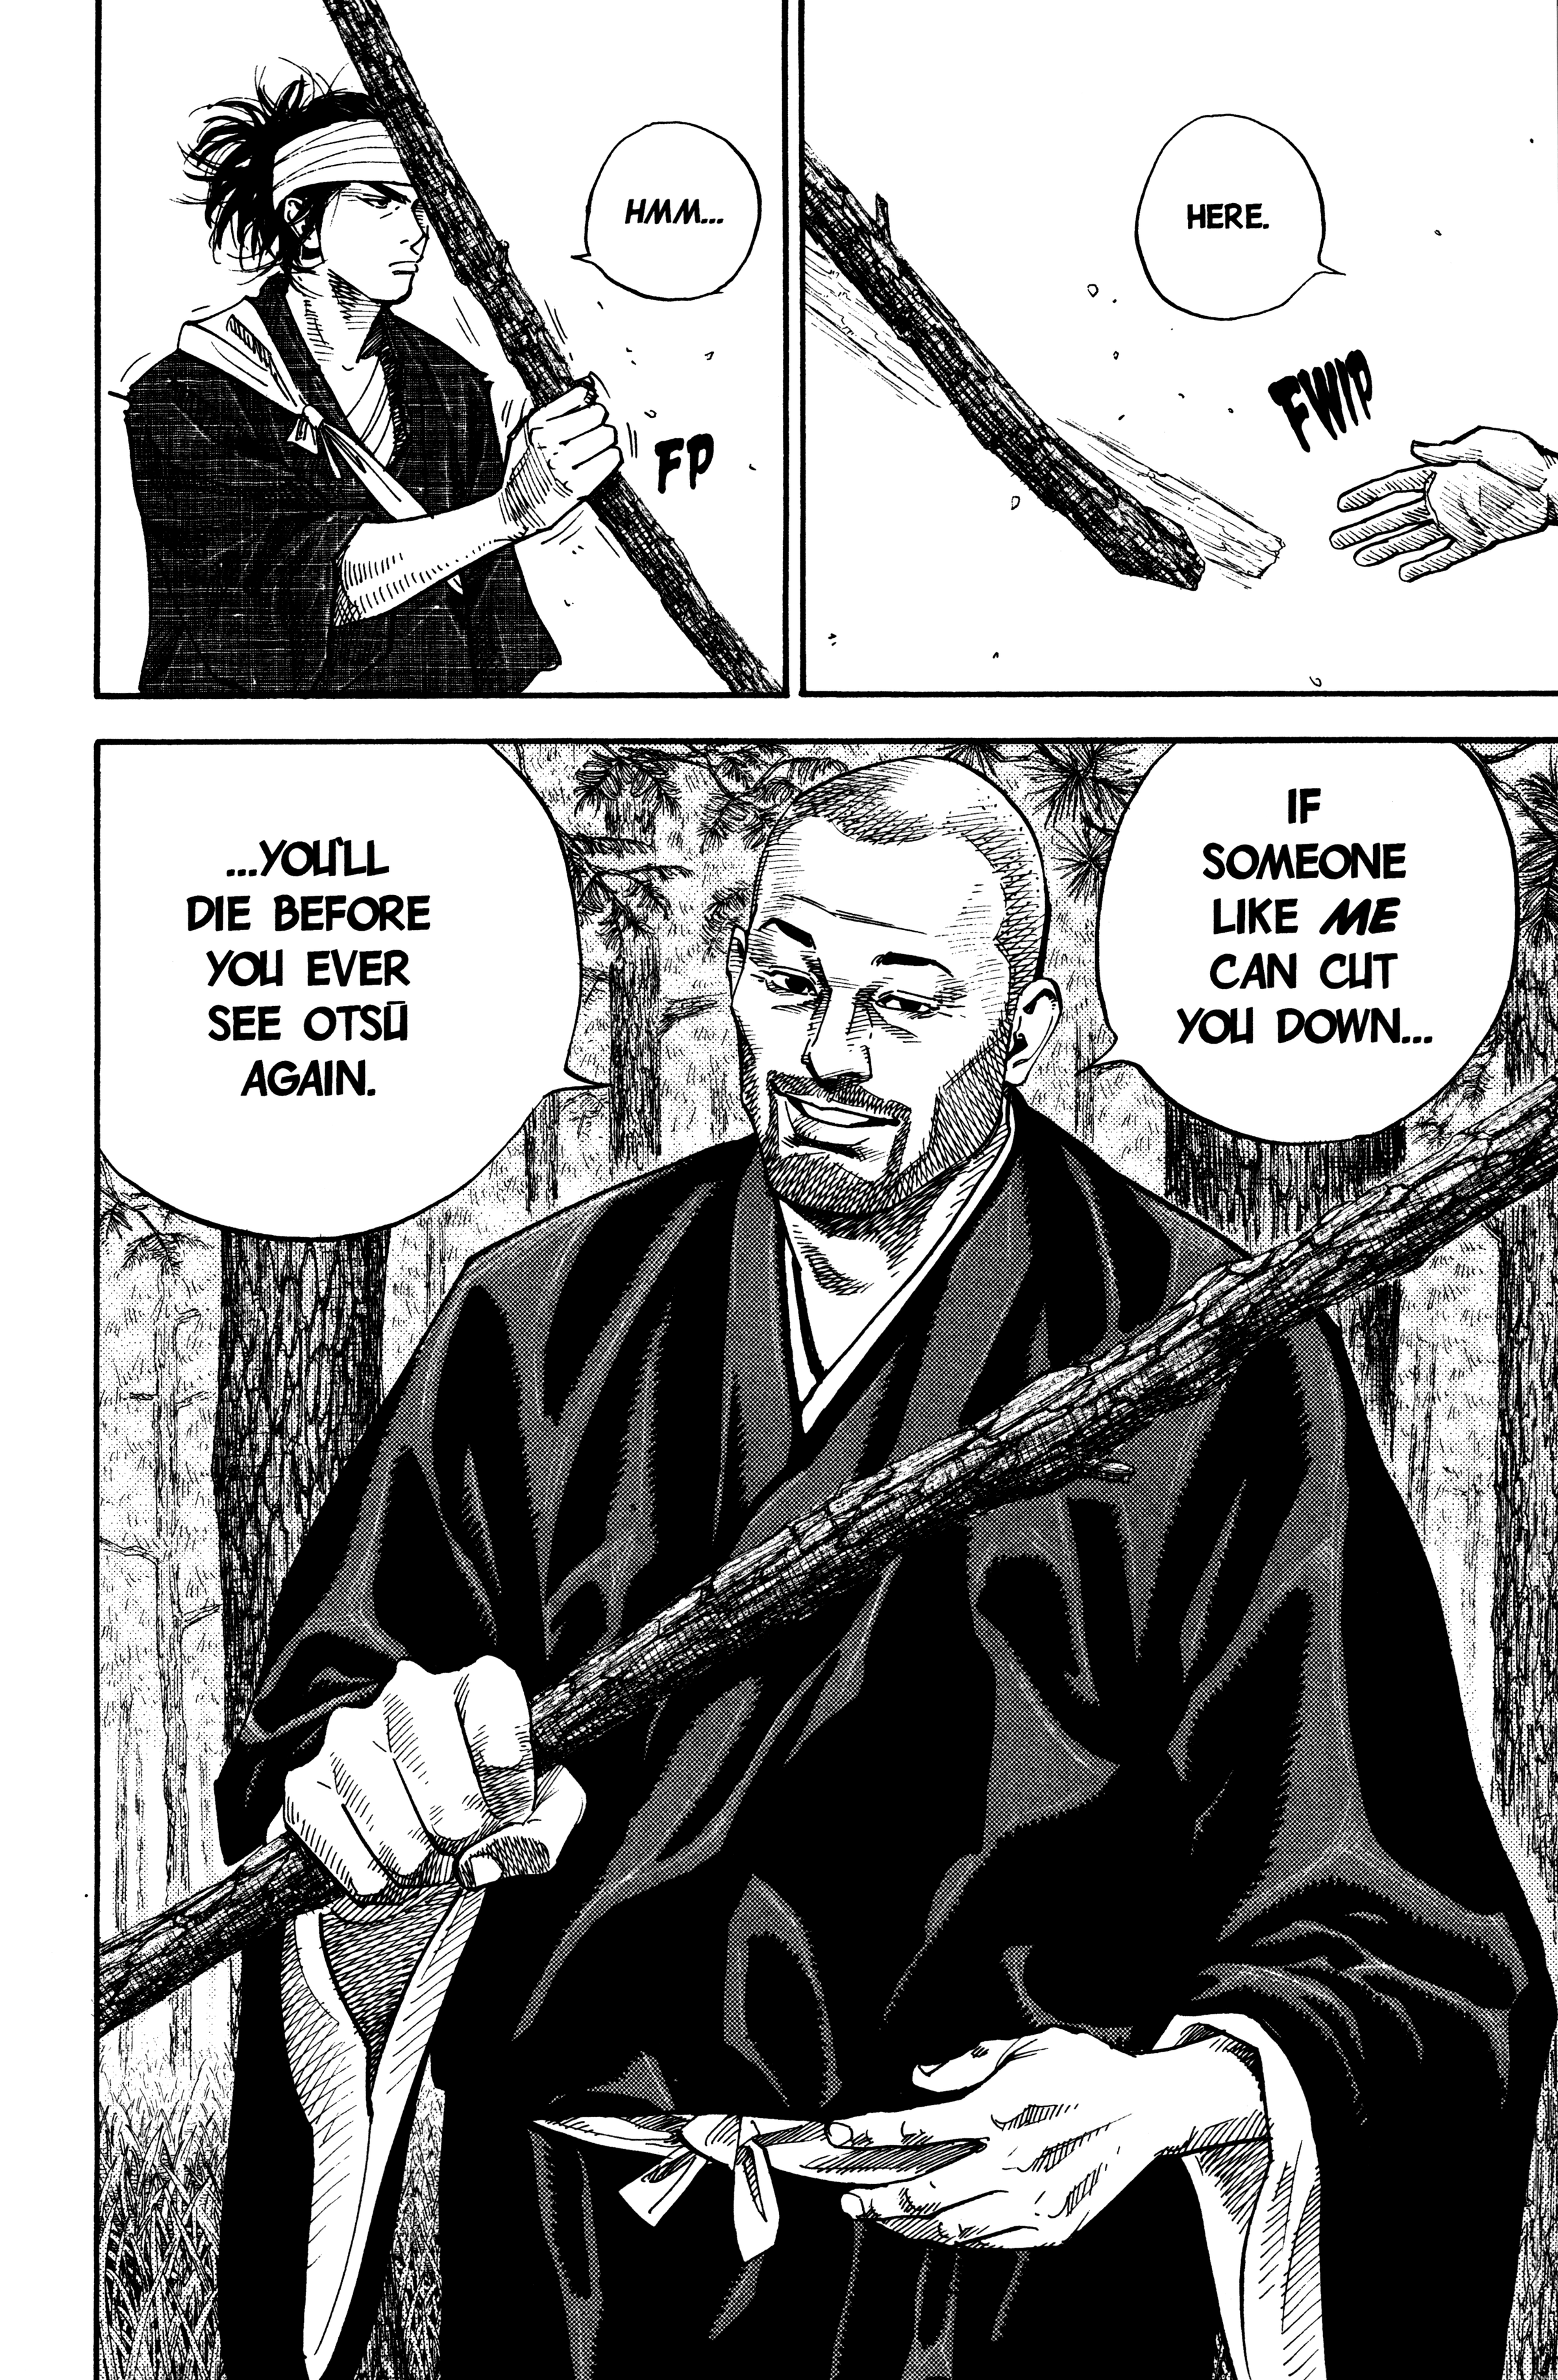 HERE.
FWIP
HMM...
FP
IF
SOMEONE
LIKE ME
CAN CUT
YOU DOWN...
...YOU'LL
DIE BEFORE
YOU EVER
SEE OTSŪ
AGAIN.